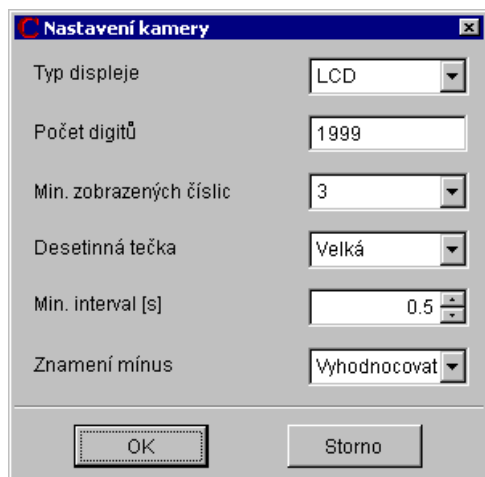 Nastavení kamery
Typ displeje LCD
Počet digitů 1999
Min. zobrazených číslic 3
Desetinná tečka Velká
Min. interval [s] 0.5
Znamení mínus Vyhodnocovat
OK Storno